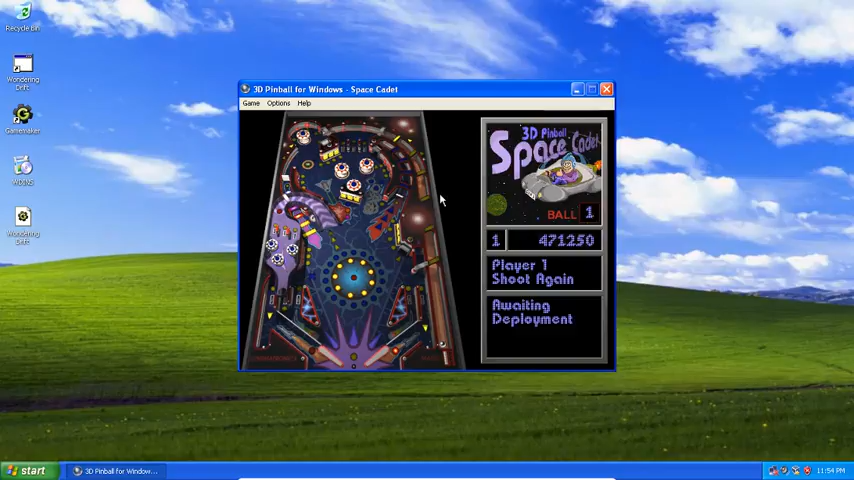 Recycle Bin
Wondering
Drift
Gamemaker
Wondering
Drift
3D Pinball for Windows - Space Cadet
Game Options Help
3D Pinball
Space Cadet
BALL 1
1 471250
Player 1
Shoot Again
Awaiting
Deployment
start
3D Pinball for Window...
11:54 PM